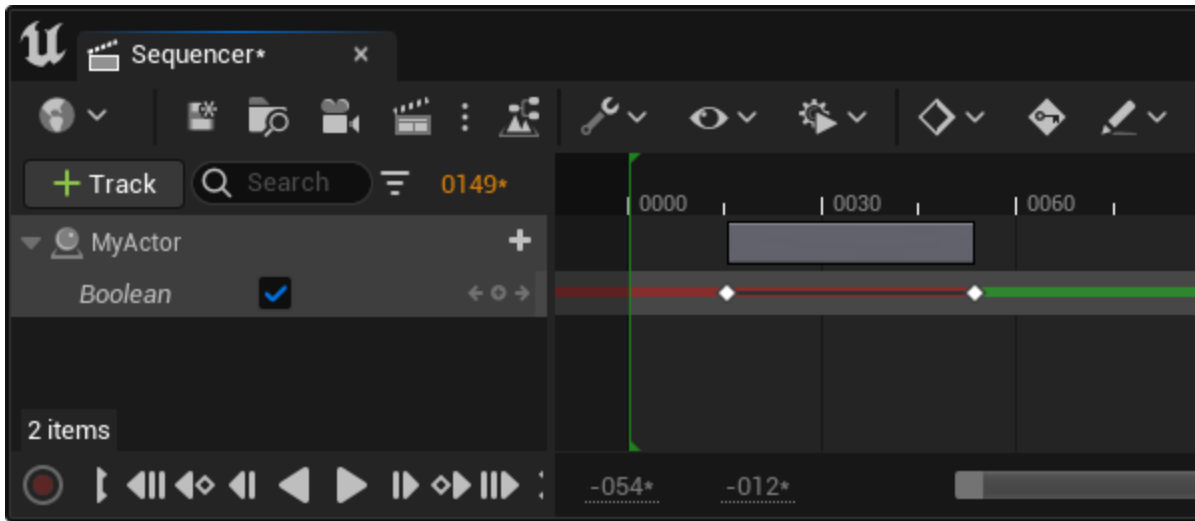 Sequencer*
Track
Search
0149*
0000
0030
0060
MyActor
Boolean
2 items
-054*
-012*